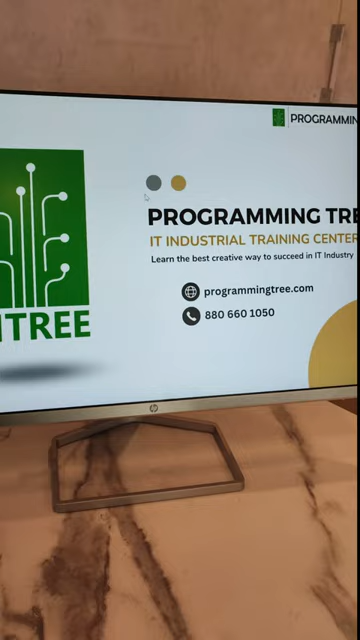 PROGRAMMIN
PROGRAMMING TRE
IT INDUSTRIAL TRAINING CENTER
Learn the best creative way to succeed in IT Industry
programmingtree.com
880 660 1050
TREE
hp